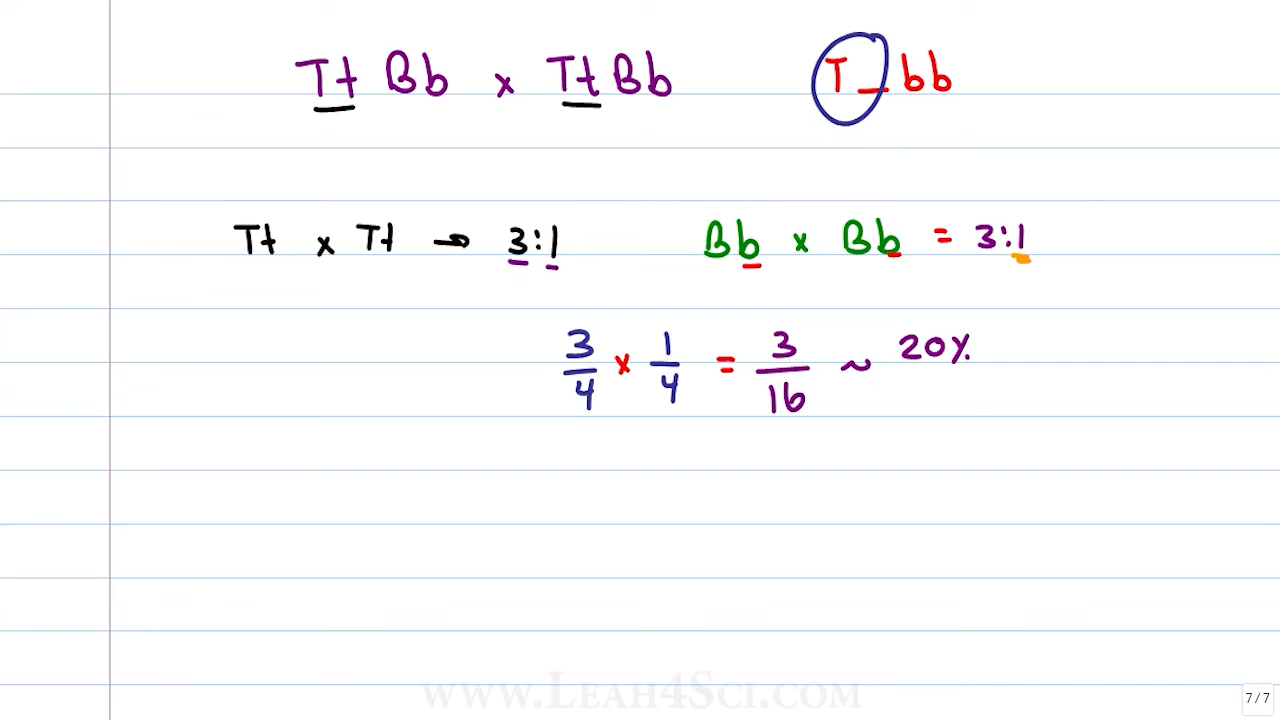 Tt Bb x Tt Bb T_bb
Tt x Tt → 3:1 Bb x Bb = 3:1
3/4 x 1/4 = 3/16 ~ 20%
www.Leah4Sci.com
7/7